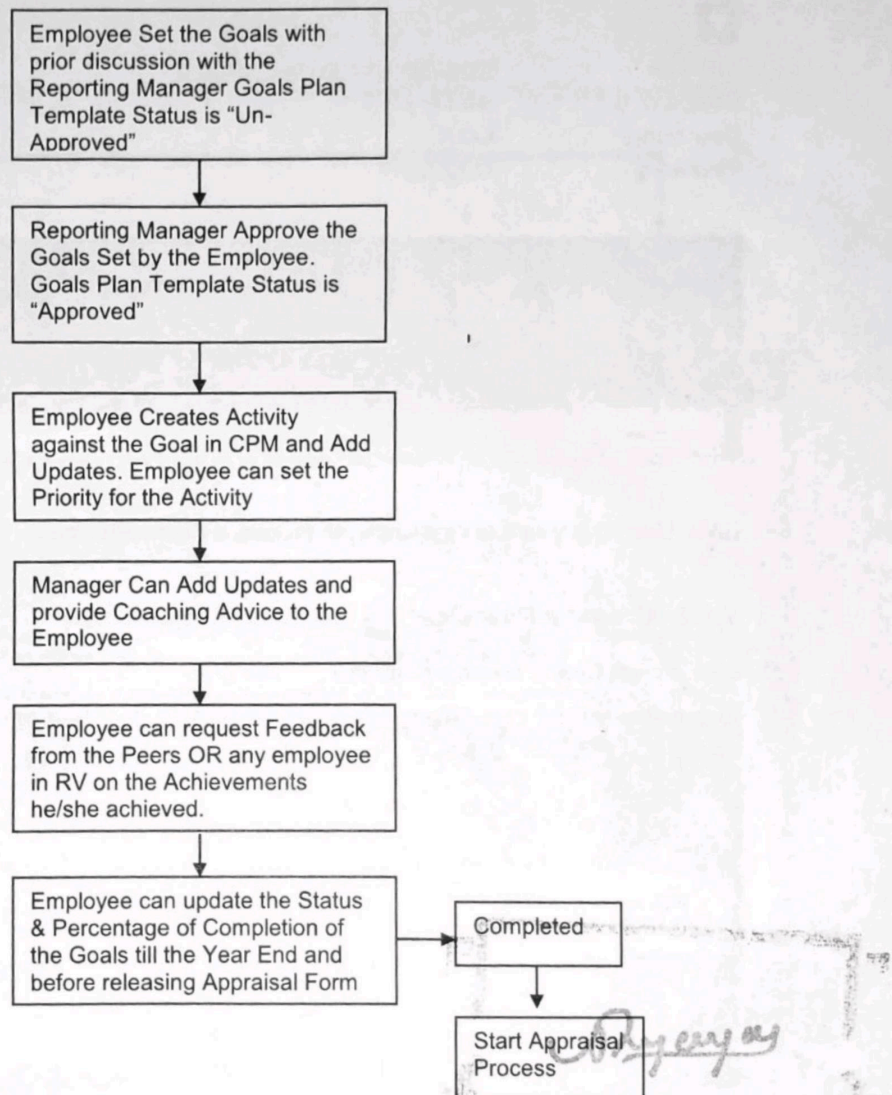 Employee Set the Goals with
prior discussion with the
Reporting Manager Goals Plan
Template Status is “Un-
Approved”
Reporting Manager Approve the
Goals Set by the Employee.
Goals Plan Template Status is
“Approved”
Employee Creates Activity
against the Goal in CPM and Add
Updates. Employee can set the
Priority for the Activity
Manager Can Add Updates and
provide Coaching Advice to the
Employee
Employee can request Feedback
from the Peers OR any employee
in RV on the Achievements
he/she achieved.
Employee can update the Status
& Percentage of Completion of
the Goals till the Year End and
before releasing Appraisal Form
Completed
Start Appraisal
Process